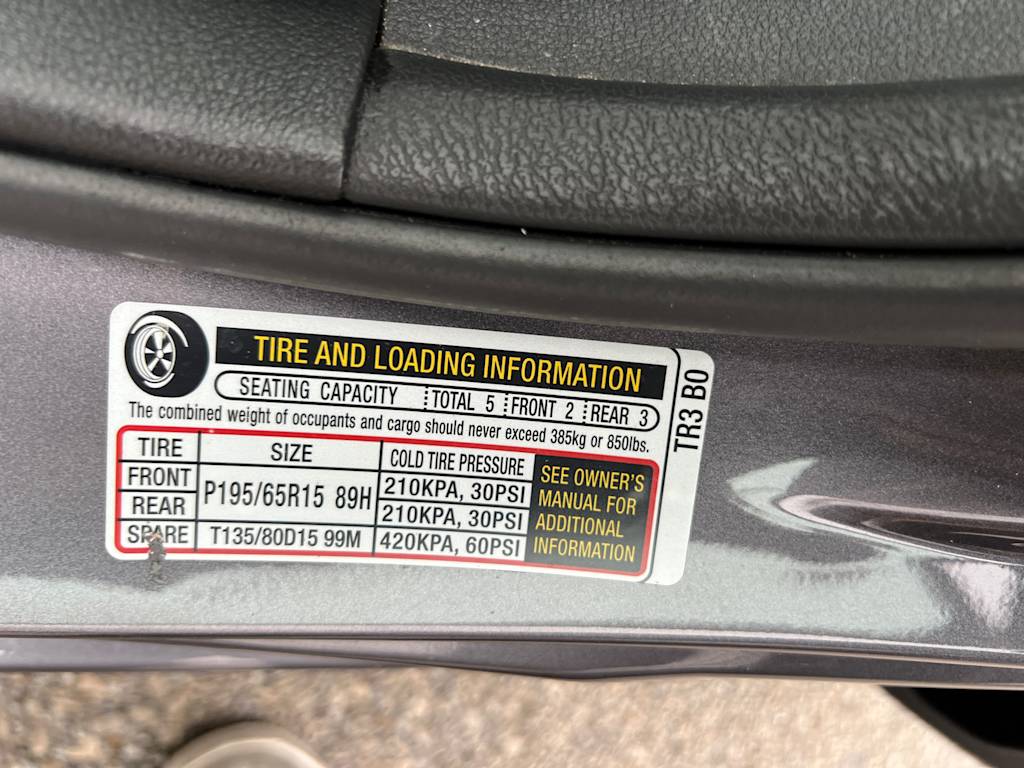 TIRE AND LOADING INFORMATION
SEATING CAPACITY TOTAL 5 FRONT 2 REAR 3
The combined weight of occupants and cargo should never exceed 385kg or 850lbs.
TIRE SIZE COLD TIRE PRESSURE
FRONT P195/65R15 89H 210KPA, 30PSI
REAR 210KPA, 30PSI
SPARE T135/80D15 99M 420KPA, 60PSI
SEE OWNER'S
MANUAL FOR
ADDITIONAL
INFORMATION
TR3 B0